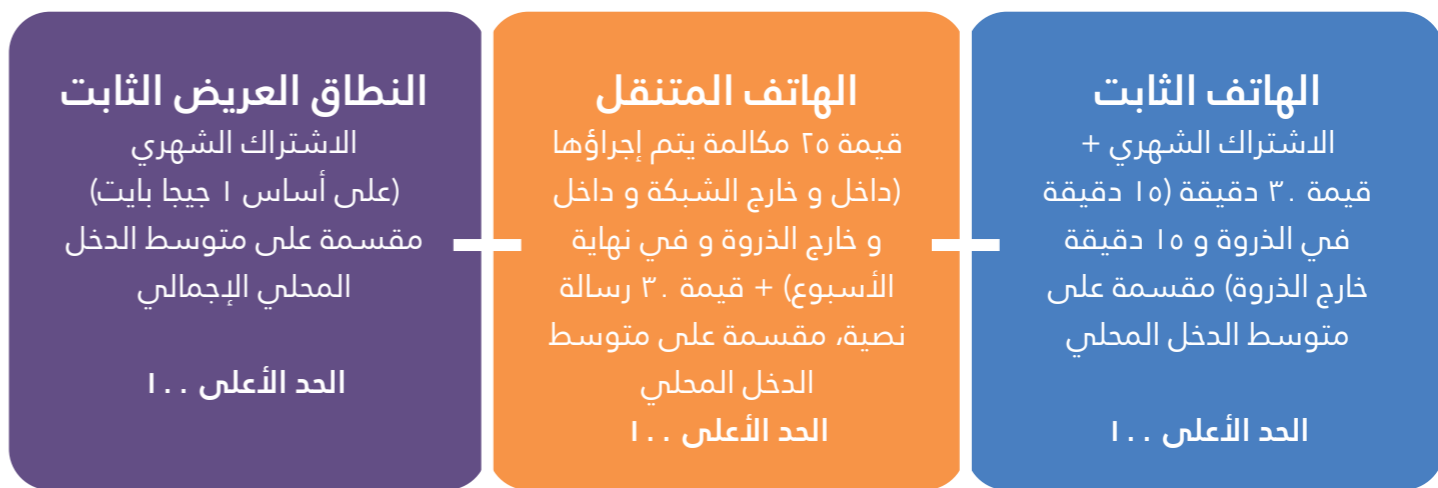 الهاتف الثابت
الاشتراك الشهري +
قيمة ٣٠ دقيقة (١٥ دقيقة
في الذروة و ١٥ دقيقة
خارج الذروة) مقسمة على
متوسط الدخل المحلي
الحد الأعلى ١٠٠
الهاتف المتنقل
قيمة ٢٥ مكالمة يتم إجراؤها
(داخل و خارج الشبكة و داخل
و خارج الذروة و في نهاية
الأسبوع) + قيمة ٣٠ رسالة
نصية، مقسمة على متوسط
الدخل المحلي
الحد الأعلى ١٠٠
النطاق العريض الثابت
الاشتراك الشهري
(على أساس ١ جيجا بايت)
مقسمة على متوسط الدخل
المحلي الإجمالي
الحد الأعلى ١٠٠